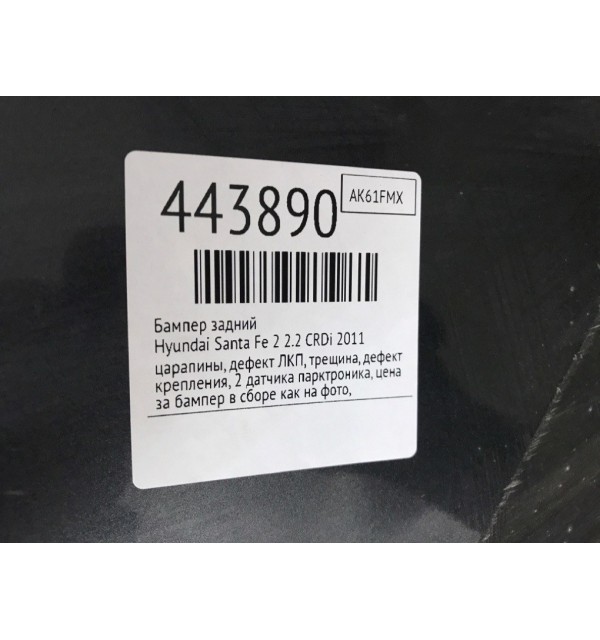 443890
AK61FMX
Бампер задний
Hyundai Santa Fe 2 2.2 CRDi 2011
царапины, дефект ЛКП, трещина, дефект
крепления, 2 датчика парктроника, цена
за бампер в сборе как на фото,